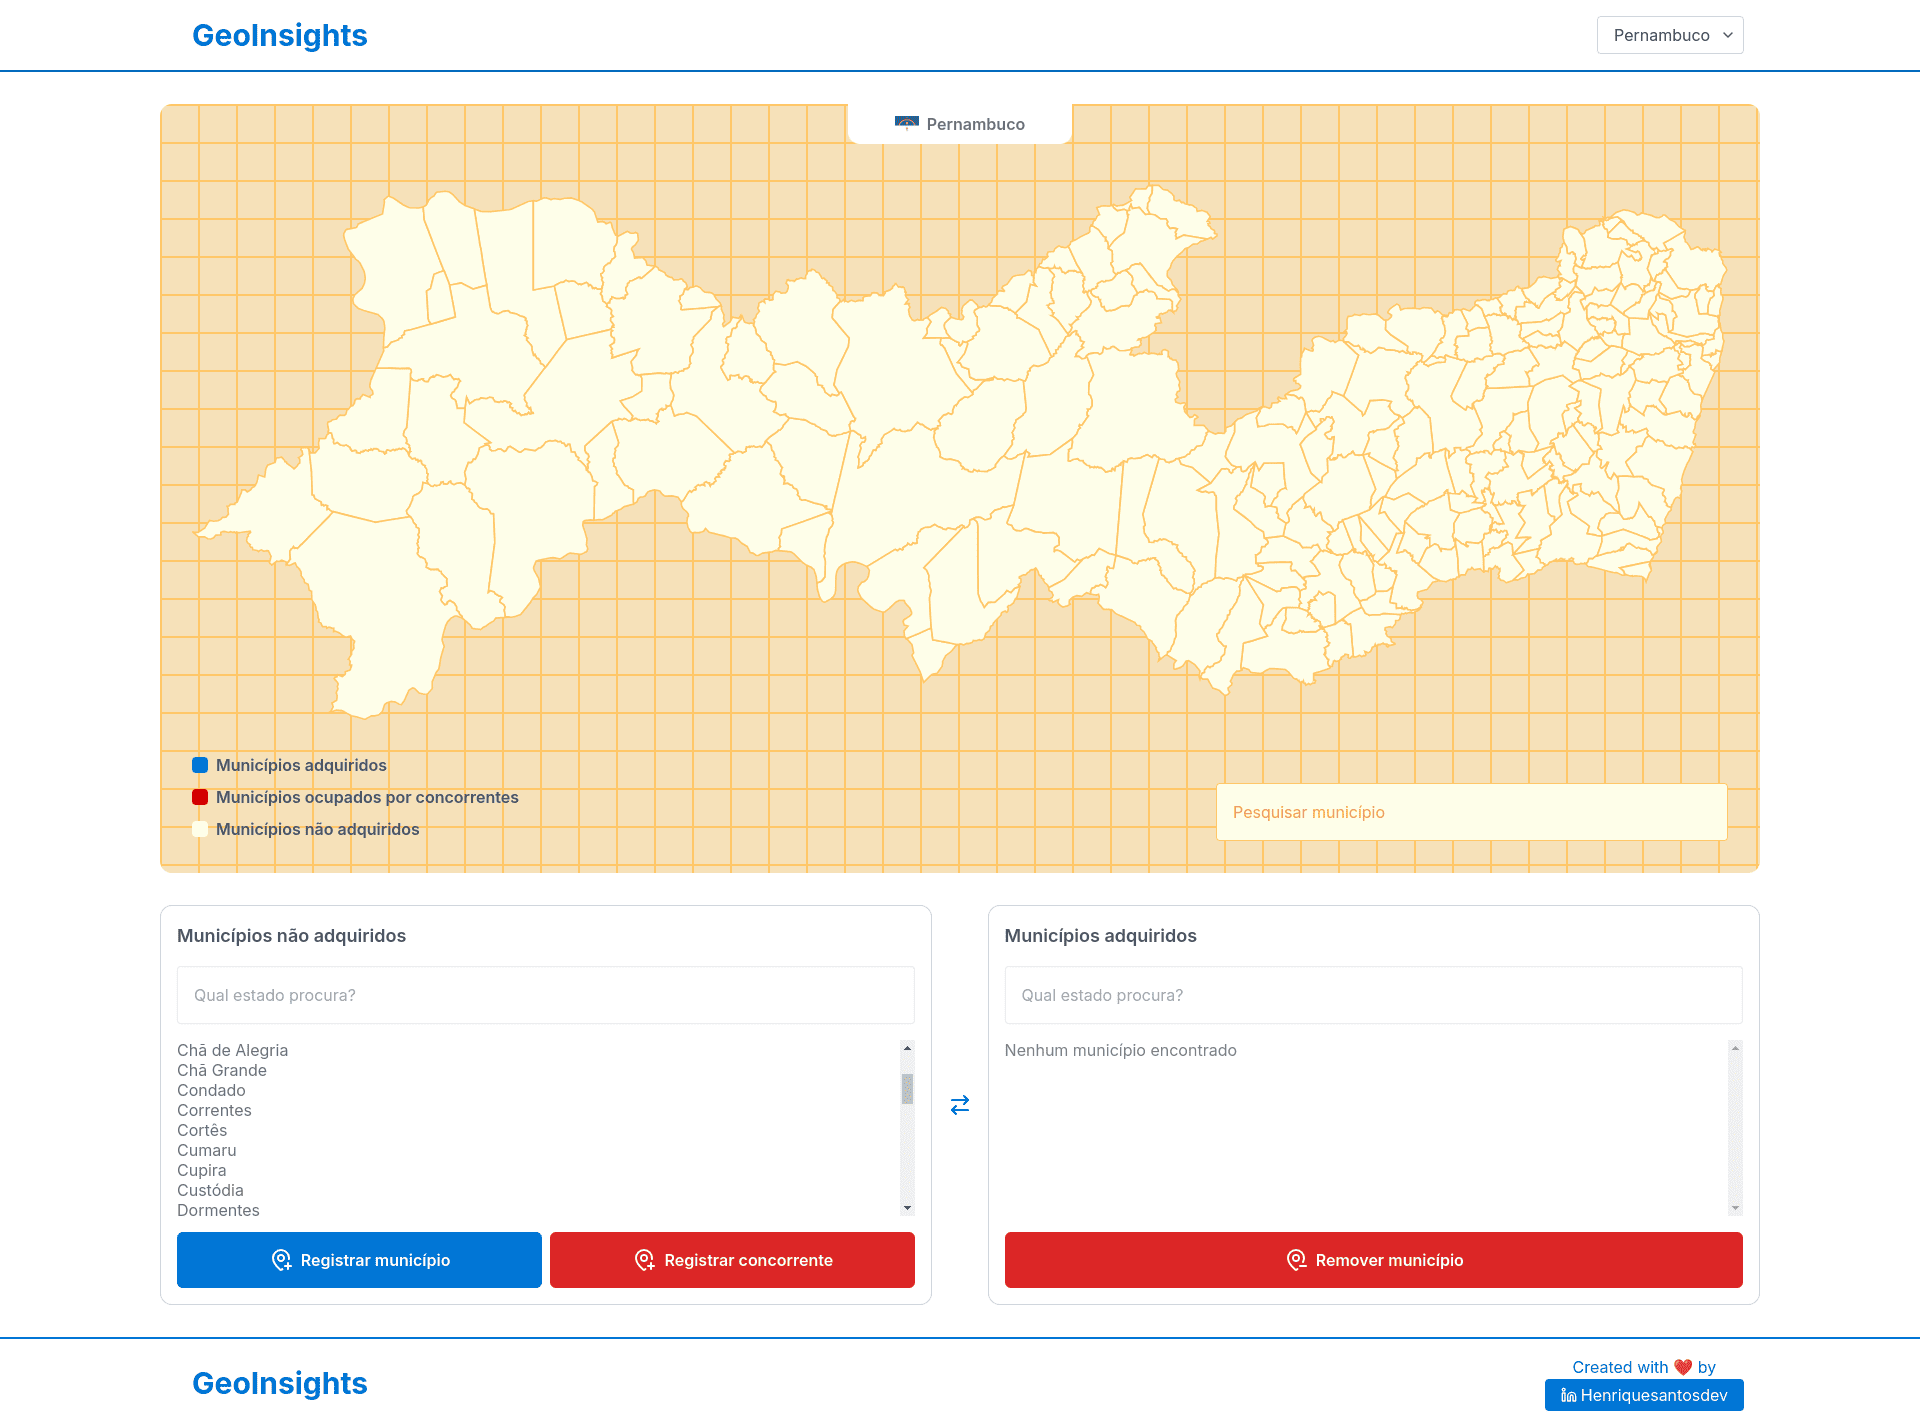 GeoInsights
Pernambuco
Pernambuco
Municípios adquiridos
Municípios ocupados por concorrentes
Municípios não adquiridos
Pesquisar município
Municípios não adquiridos
Qual estado procura?
Chã de Alegria
Chã Grande
Condado
Correntes
Cortês
Cumaru
Cupira
Custódia
Dormentes
Registrar município
Registrar concorrente
Municípios adquiridos
Qual estado procura?
Nenhum município encontrado
Remover município
GeoInsights
Created with ❤️ by
Henriquesantosdev